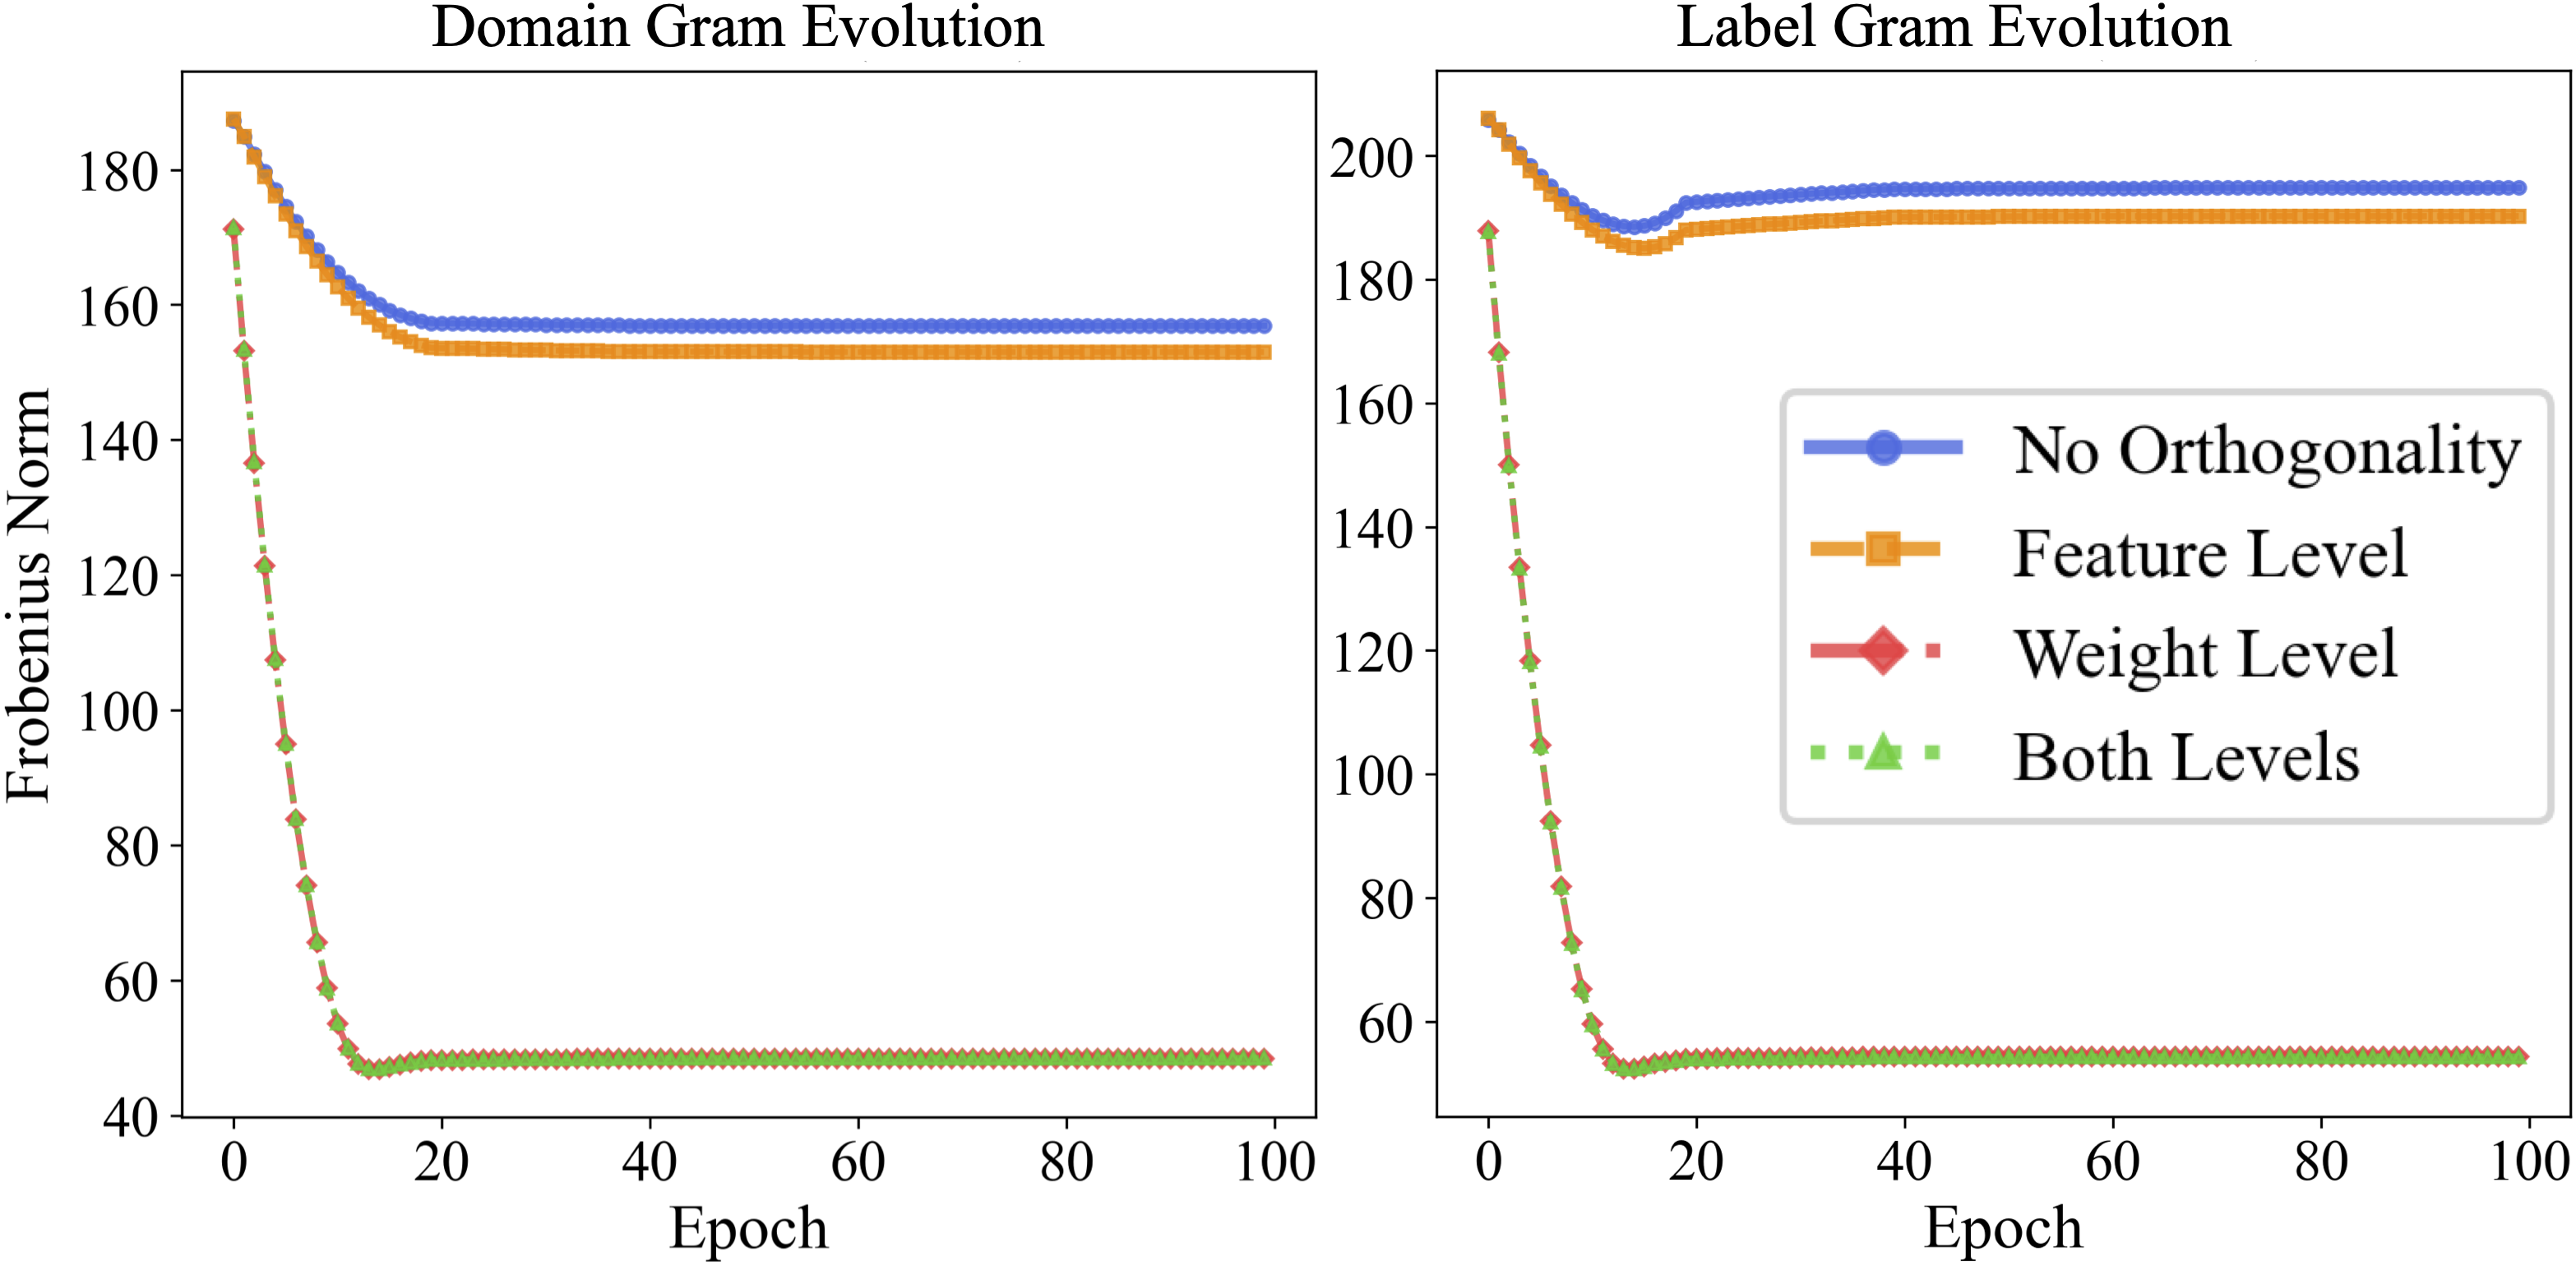 Domain Gram Evolution
Label Gram Evolution
Frobenius Norm
180
160
140
120
100
80
60
40
0 20 40 60 80 100
Epoch
200
180
160
140
120
100
80
60
0 20 40 60 80 100
Epoch
No Orthogonality
Feature Level
Weight Level
Both Levels